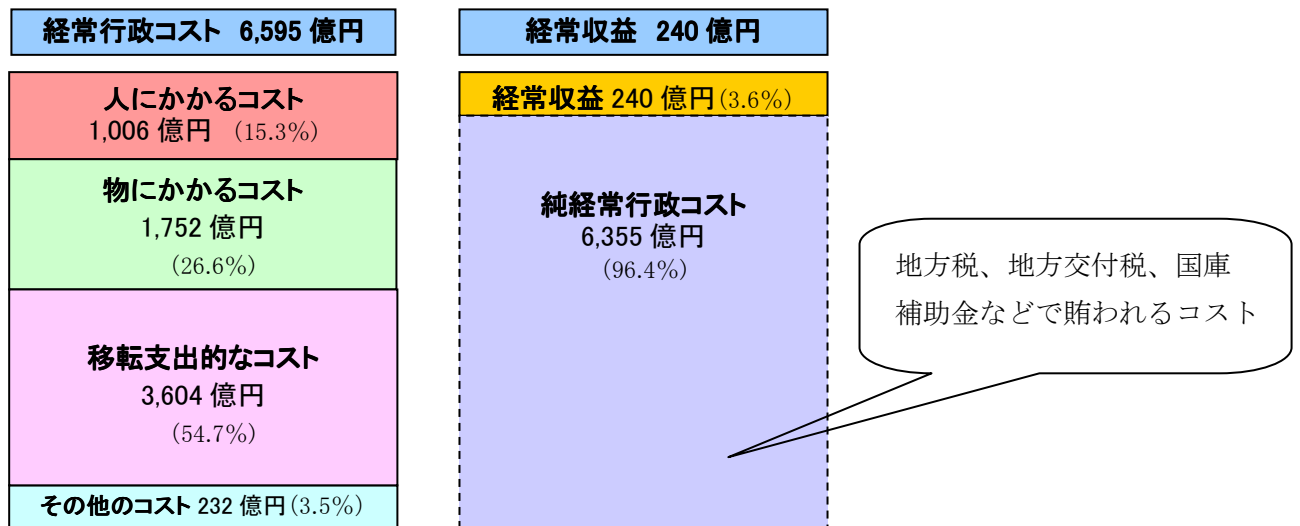 経常行政コスト 6,595 億円
人にかかるコスト
1,006 億円 (15.3%)
物にかかるコスト
1,752 億円
(26.6%)
移転支出的なコスト
3,604 億円
(54.7%)
その他のコスト 232 億円(3.5%)
経常収益 240 億円
経常収益 240 億円(3.6%)
純経常行政コスト
6,355 億円
(96.4%)
地方税、地方交付税、国庫
補助金などで賄われるコスト